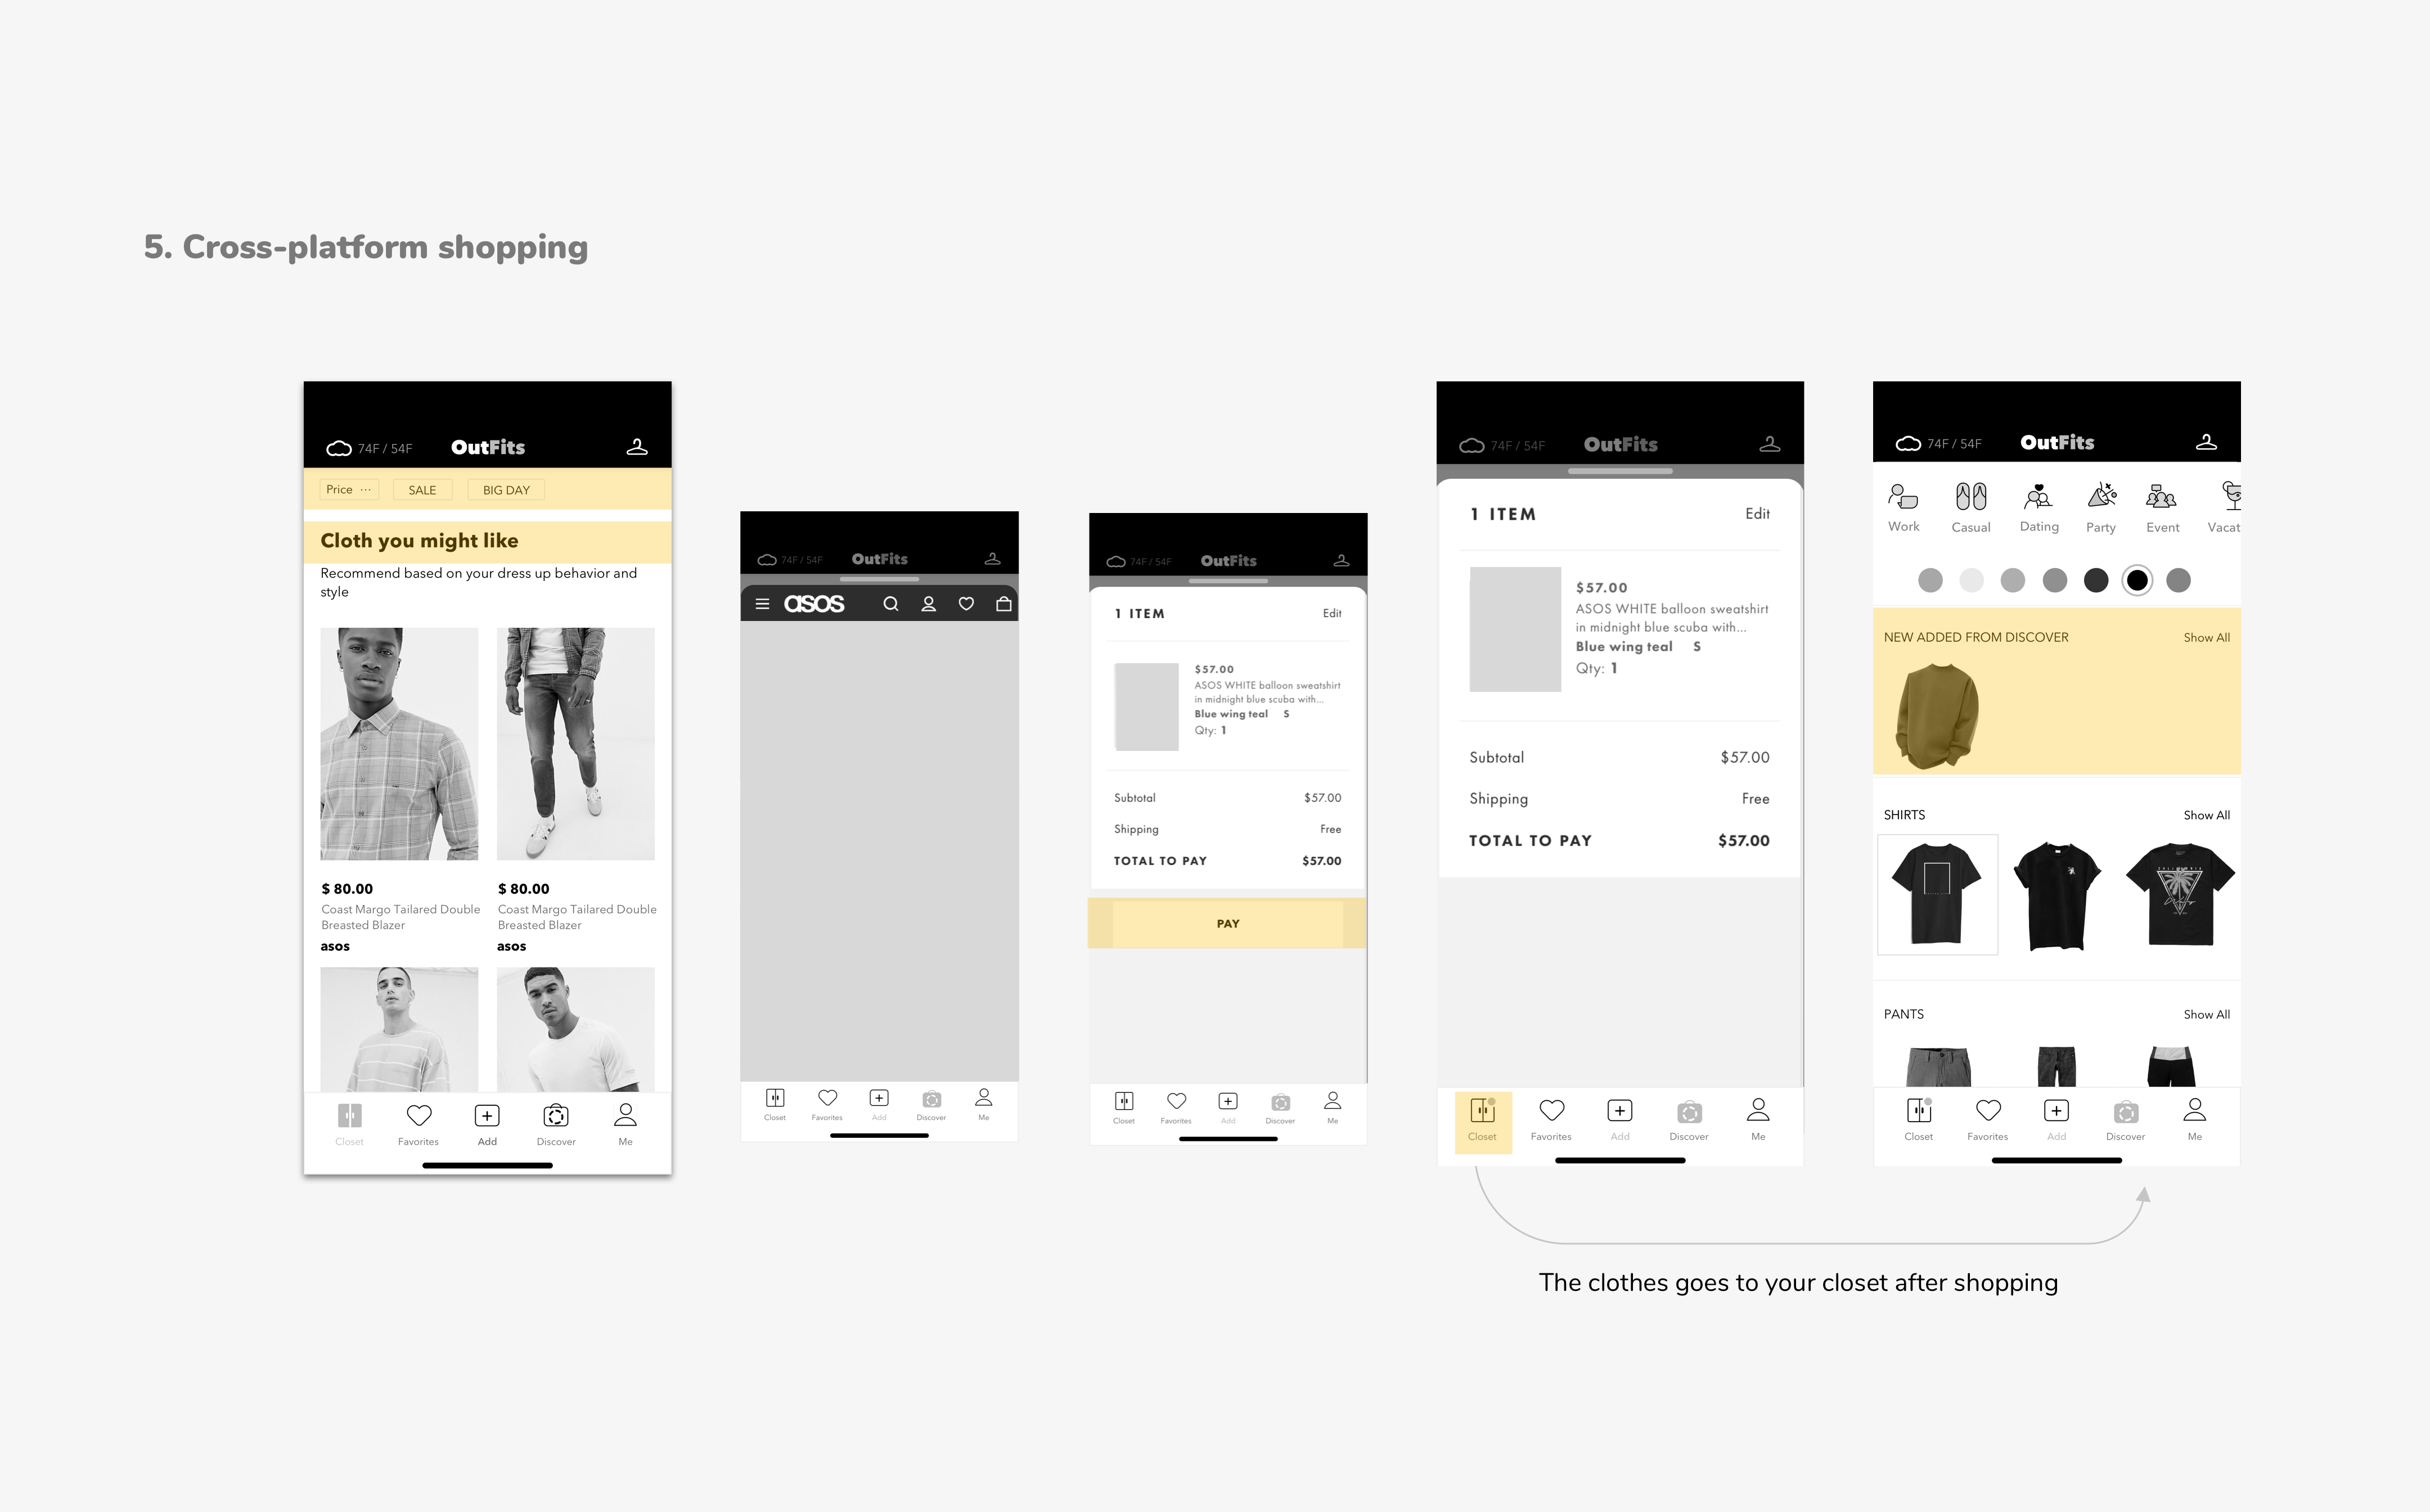 5. Cross-platform shopping
74F / 54F
OutFits
Price ...
SALE
BIG DAY
Cloth you might like
Recommend based on your dress up behavior and
style
$ 80.00
Coast Margo Tailared Double
Breasted Blazer
asos
$ 80.00
Coast Margo Tailared Double
Breasted Blazer
asos
Closet
Favorites
Add
Discover
Me
74F / 54F
OutFits
asos
Closet
Favorites
Add
Discover
Me
74F / 54F
OutFits
1 ITEM
Edit
$57.00
ASOS WHITE balloon sweatshirt
in midnight blue scuba with...
Blue wing teal S
Qty: 1
Subtotal
$57.00
Shipping
Free
TOTAL TO PAY
$57.00
PAY
Closet
Favorites
Add
Discover
Me
74F / 54F
OutFits
1 ITEM
Edit
$57.00
ASOS WHITE balloon sweatshirt
in midnight blue scuba with...
Blue wing teal S
Qty: 1
Subtotal
$57.00
Shipping
Free
TOTAL TO PAY
$57.00
Closet
Favorites
Add
Discover
Me
74F / 54F
OutFits
Work
Casual
Dating
Party
Event
Vacat
NEW ADDED FROM DISCOVER
Show All
SHIRTS
Show All
PANTS
Show All
Closet
Favorites
Add
Discover
Me
The clothes goes to your closet after shopping